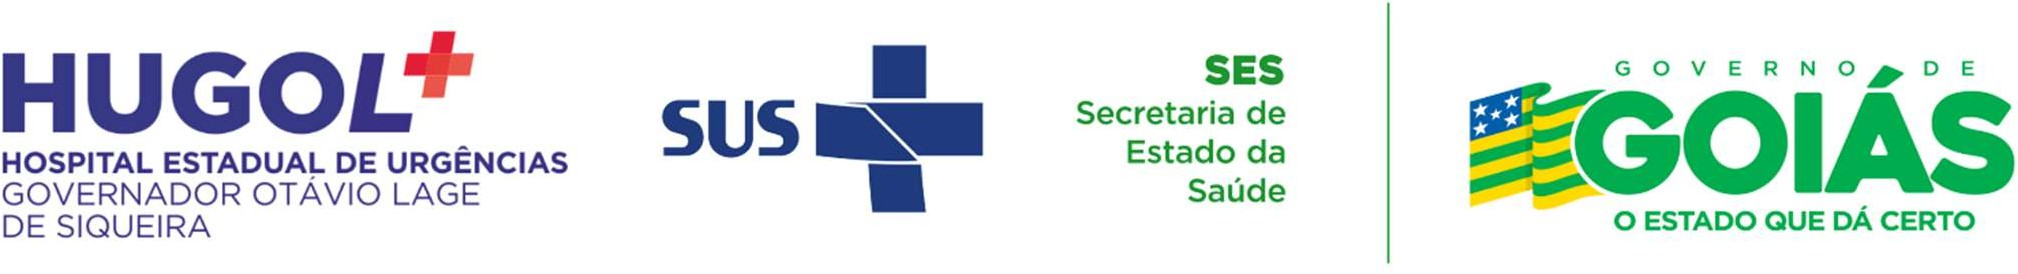 HUGOL
HOSPITAL ESTADUAL DE URGÊNCIAS
GOVERNADOR OTÁVIO LAGE
DE SIQUEIRA
SUS
SES
Secretaria de
Estado da
Saúde
GOVERNO DE
GOIÁS
O ESTADO QUE DÁ CERTO